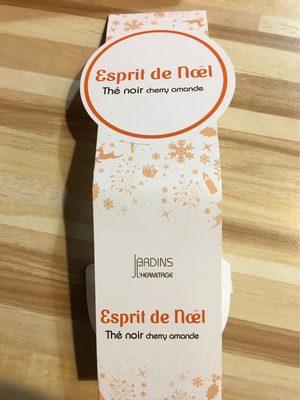 Esprit de Noël
Thé noir cherry amande
JARDINS
L'HERMITAGE
Esprit de Noël
Thé noir cherry amande